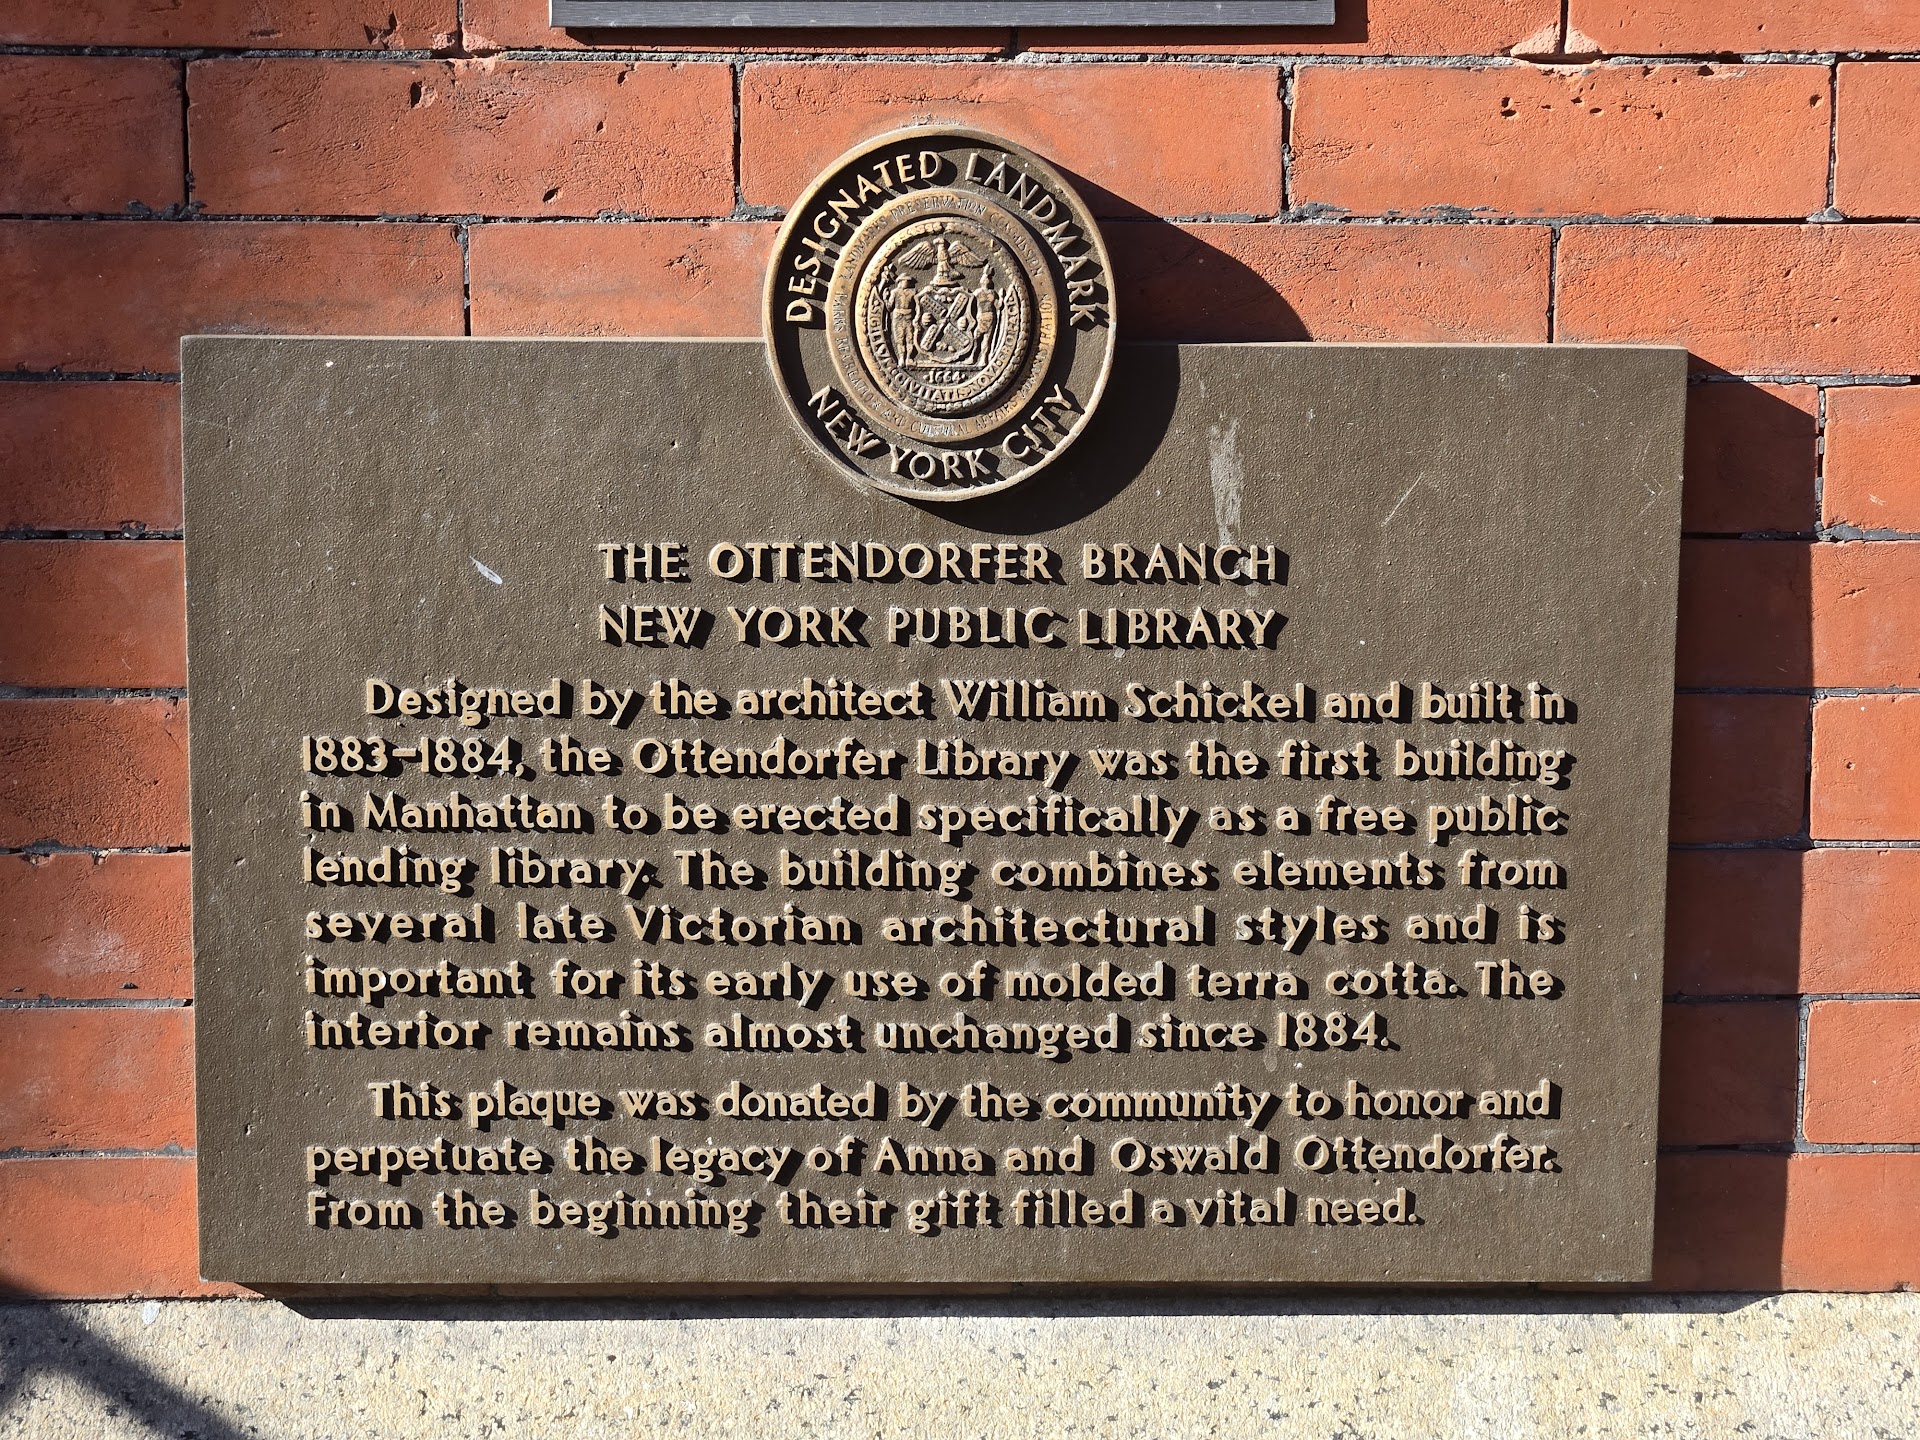 DESIGNATED LANDMARK
NEW YORK CITY
·1664·
THE OTTENDORFER BRANCH
NEW YORK PUBLIC LIBRARY
Designed by the architect William Schickel and built in
1883–1884, the Ottendorfer Library was the first building
in Manhattan to be erected specifically as a free public
lending library. The building combines elements from
several late Victorian architectural styles and is
important for its early use of molded terra cotta. The
interior remains almost unchanged since 1884.
This plaque was donated by the community to honor and
perpetuate the legacy of Anna and Oswald Ottendorfer.
From the beginning their gift filled a vital need.